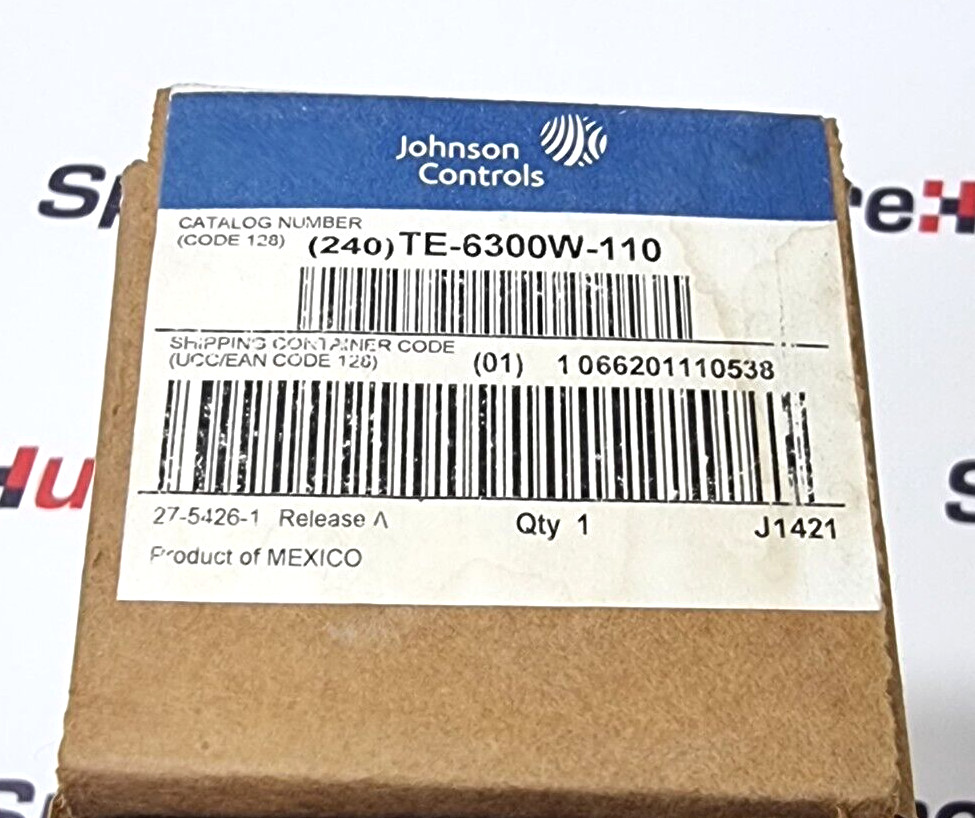 Johnson
Controls
CATALOG NUMBER
(CODE 128) (240) TE-6300W-110
SHIPPING CONTAINER CODE
(UCC/EAN CODE 128) (01) 1 0 066201110538
27-5426-1 Release A Qty 1 J1421
Product of MEXICO